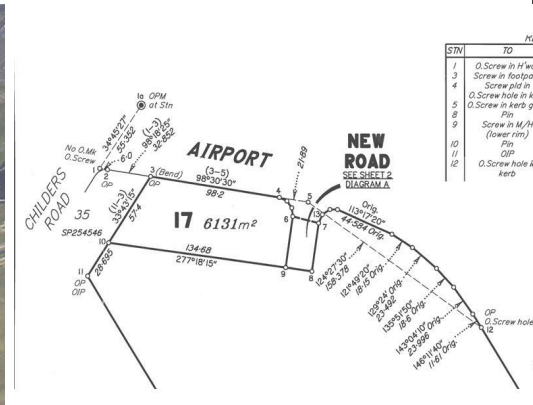 1a OPM
at Stn
34°45'27"
55·352
(1-3)
98°18'25"
32·852
No O.Mk
O.Screw
6·0
1
2
3 (Bend)
OP
AIRPORT
(3-5)
98°30'30"
98·2
21·89
NEW
ROAD
SEE SHEET 2
DIAGRAM A
CHILDERS
ROAD
35
SP254546
(11-3)
33°43'15"
57·4
17 6131m²
4
5
6
7
13
10
134·68
277°18'15"
28·695
11
OP
OIP
9
8
Orig.
113°17'20"
44·584 Orig.
124°27'30"
158·378
121°49'20"
18·15 Orig.
129°24' Orig.
23·492
135°51'50"
18·6 Orig.
143°04'10" Orig.
23·996
146°11'40"
11·61 Orig.
OP
O.Screw hole
12
STN TO
1 O.Screw in H'w
3 Screw in footpa
4 Screw pld in
O.Screw hole in k
5 O.Screw in kerb g
8 Pin
9 Screw in M/H
(lower rim)
10 Pin
11 OIP
12 O.Screw hole
kerb